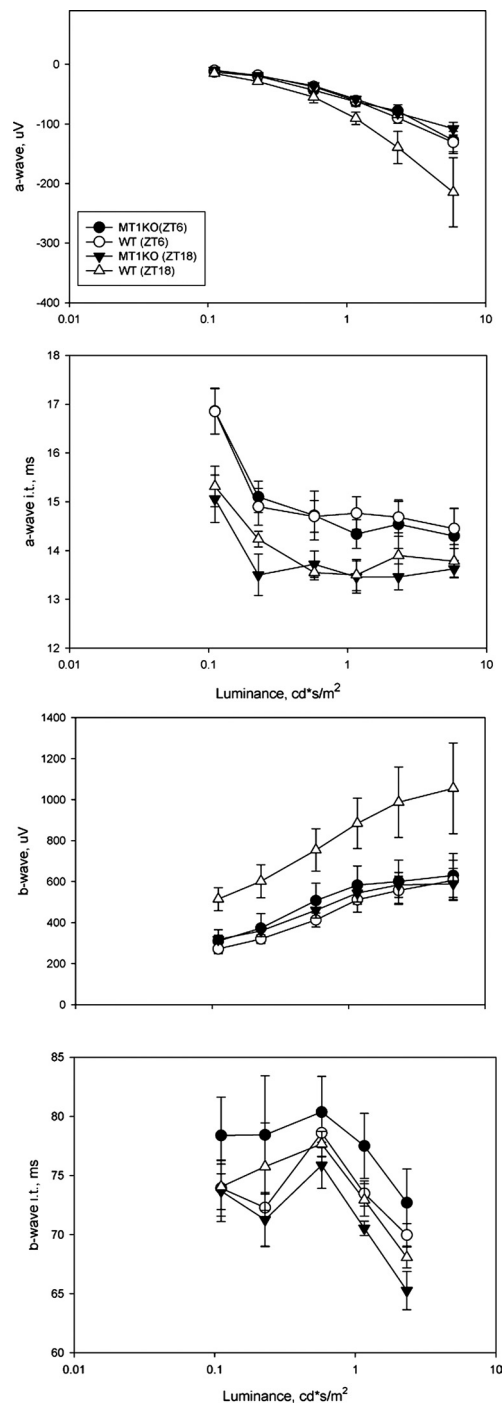 0
-100
-200
-300
-400
a-wave, uV
MT1KO(ZT6)
WT (ZT6)
MT1KO (ZT18)
WT (ZT18)
0.01 0.1 1 10
18
17
16
15
14
13
12
a-wave i.t., ms
0.01 0.1 1 10
Luminance, cd*s/m²
1400
1200
1000
800
600
400
200
0
b-wave, uV
85
80
75
70
65
60
b-wave i.t., ms
0.01 0.1 1 10
Luminance, cd*s/m²